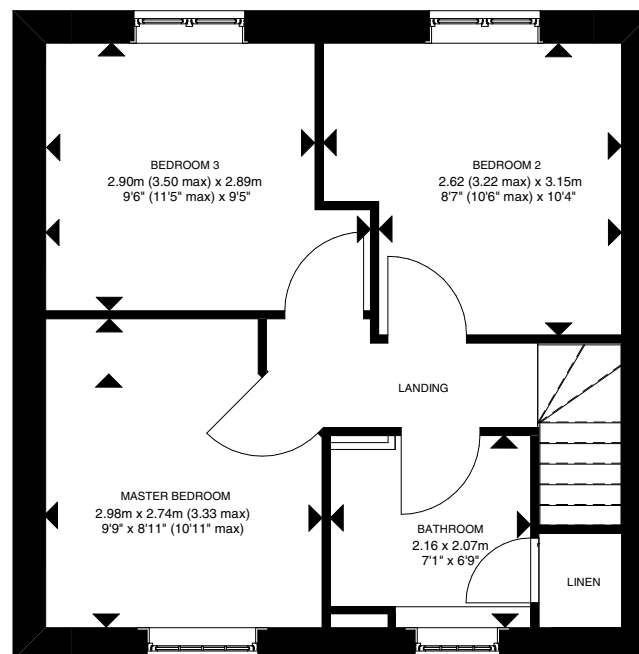 BEDROOM 3
2.90m (3.50 max) x 2.89m
9'6" (11'5" max) x 9'5"
BEDROOM 2
2.62 (3.22 max) x 3.15m
8'7" (10'6" max) x 10'4"
LANDING
MASTER BEDROOM
2.98m x 2.74m (3.33 max)
9'9" x 8'11" (10'11" max)
BATHROOM
2.16 x 2.07m
7'1" x 6'9"
LINEN